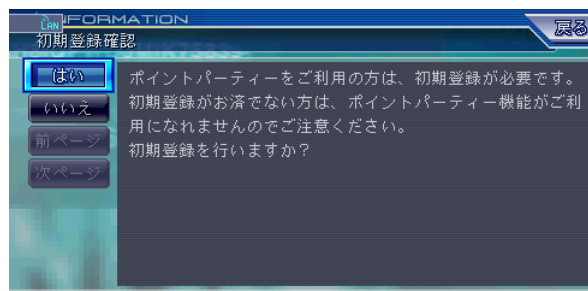 LAN
INFORMATION
戻る
初期登録確認
はい
いいえ
前ページ
次ページ
ポイントパーティーをご利用の方は、初期登録が必要です。
初期登録がお済でない方は、ポイントパーティー機能がご利
用になれませんのでご注意ください。
初期登録を行いますか？